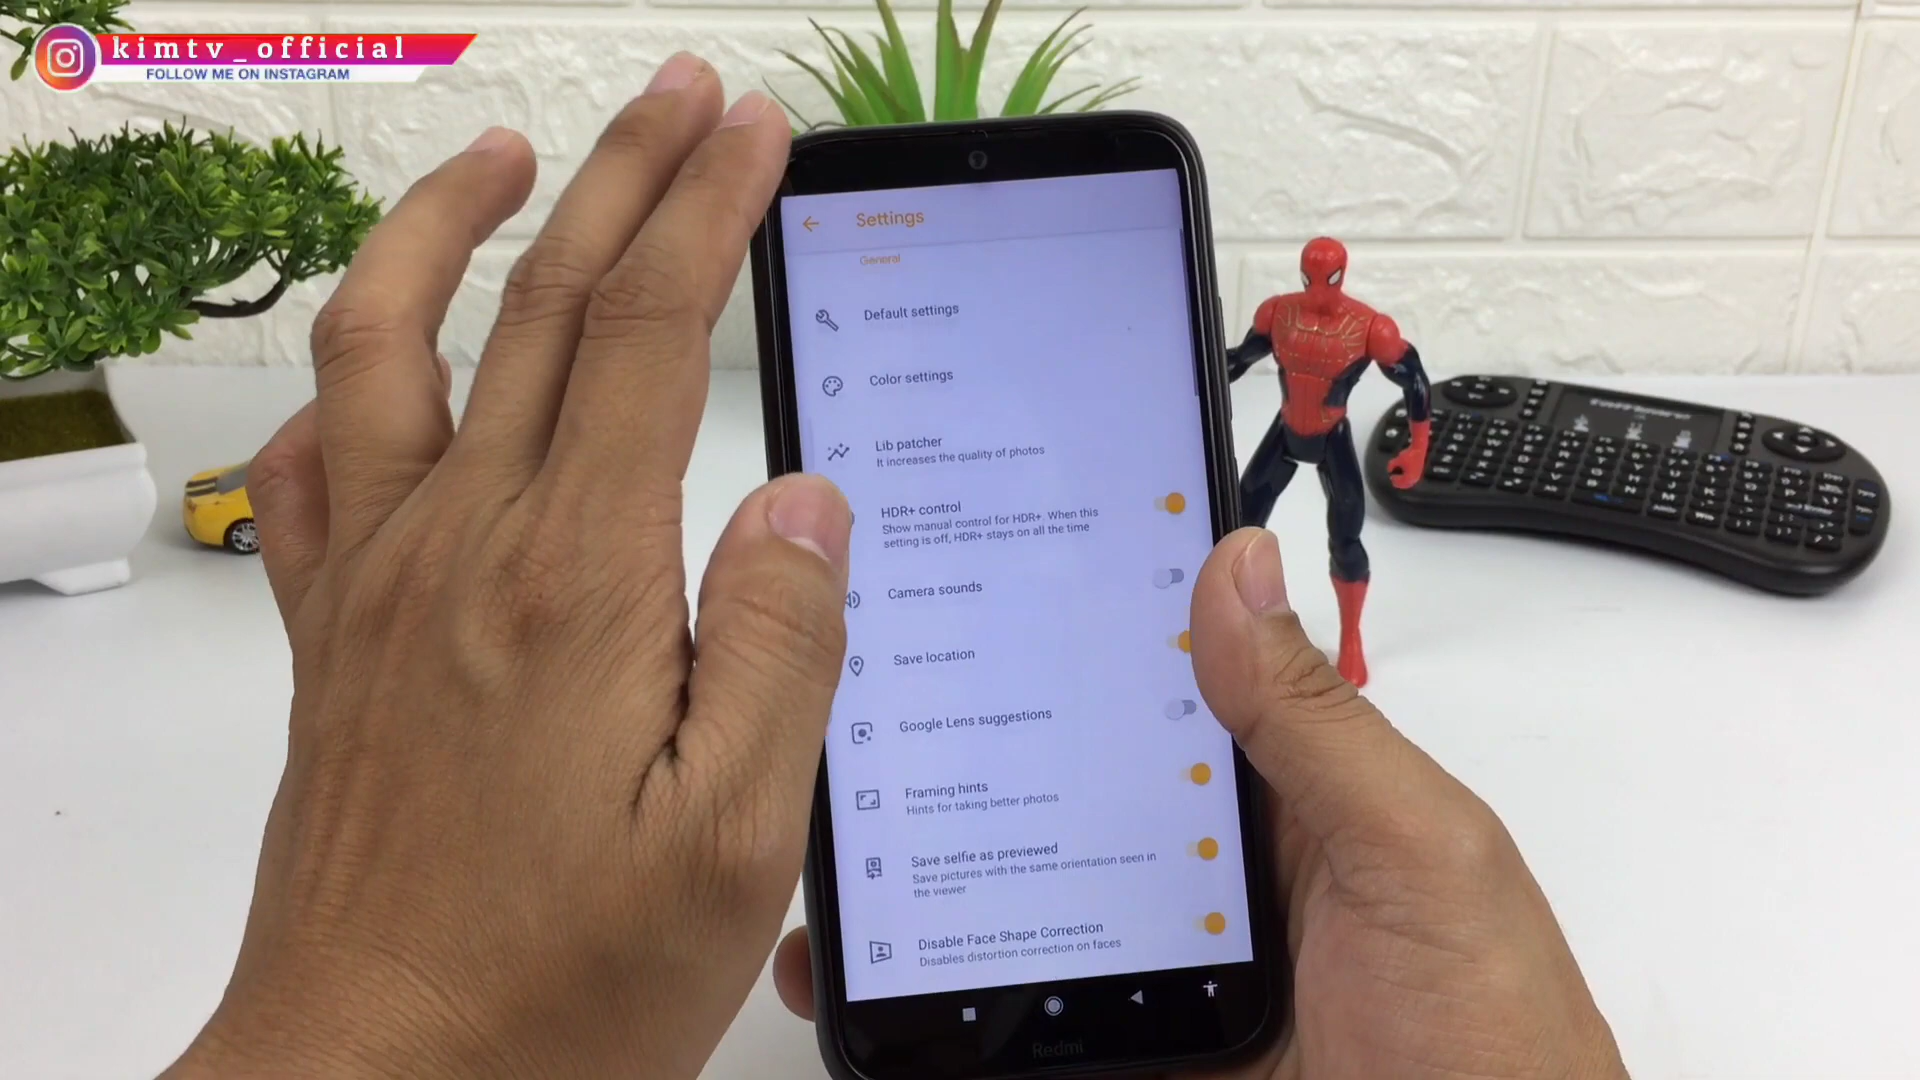 kimtv_official
FOLLOW ME ON INSTAGRAM
Settings
General
Default settings
Color settings
Lib patcher
It increases the quality of photos
HDR+ control
Show manual control for HDR+. When this
setting is off, HDR+ stays on all the time
Camera sounds
Save location
Google Lens suggestions
Framing hints
Hints for taking better photos
Save selfie as previewed
Save pictures with the same orientation seen in
the viewer
Disable Face Shape Correction
Disables distortion correction on faces
Redmi